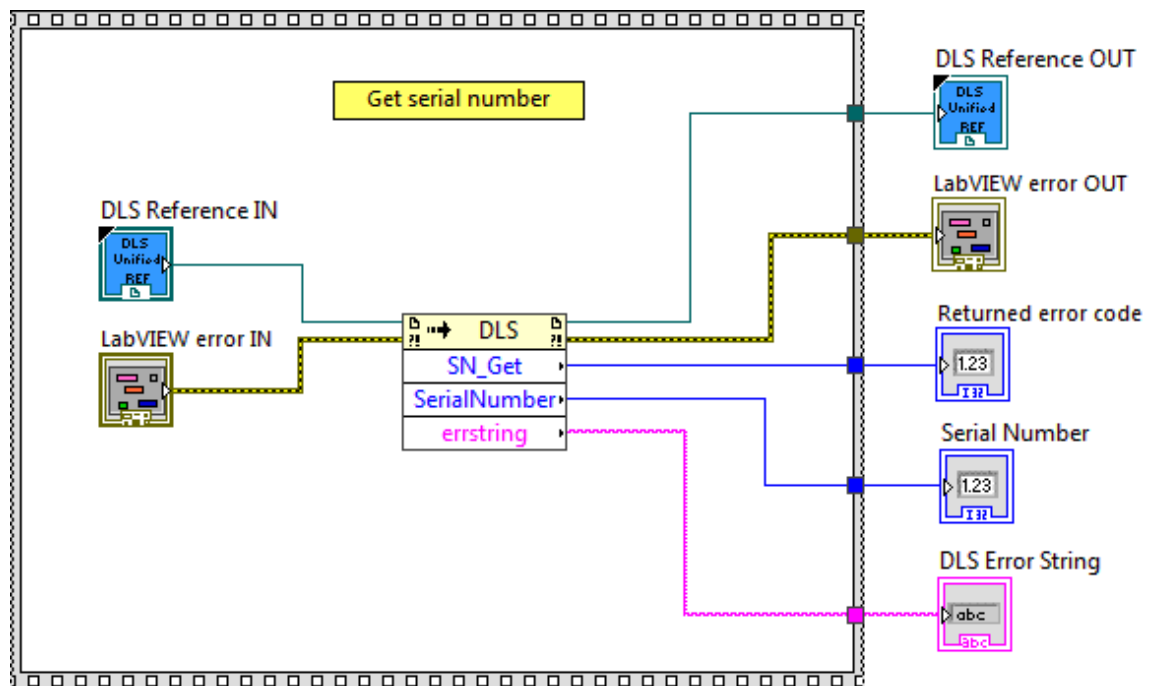 DLS Reference OUT
DLS
Unified
REF
Get serial number
LabVIEW error OUT
DLS Reference IN
DLS
Unified
REF
LabVIEW error IN
?! DLS ?!
SN_Get
SerialNumber
errstring
Returned error code
1.23
I32
Serial Number
1.23
I32
DLS Error String
abc
abc